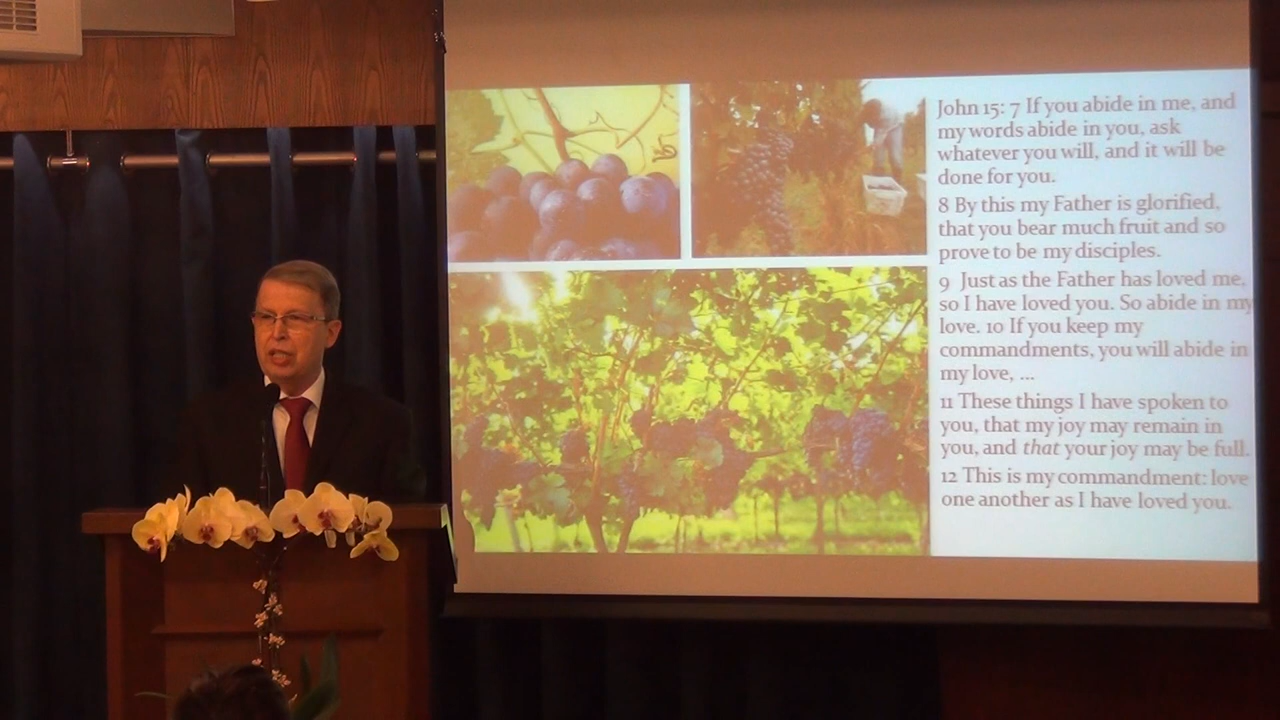 John 15: 7 If you abide in me, and
my words abide in you, ask
whatever you will, and it will be
done for you.
8 By this my Father is glorified,
that you bear much fruit and so
prove to be my disciples.
9 Just as the Father has loved me,
so I have loved you. So abide in my
love. 10 If you keep my
commandments, you will abide in
my love, ...
11 These things I have spoken to
you, that my joy may remain in
you, and that your joy may be full.
12 This is my commandment: love
one another as I have loved you.